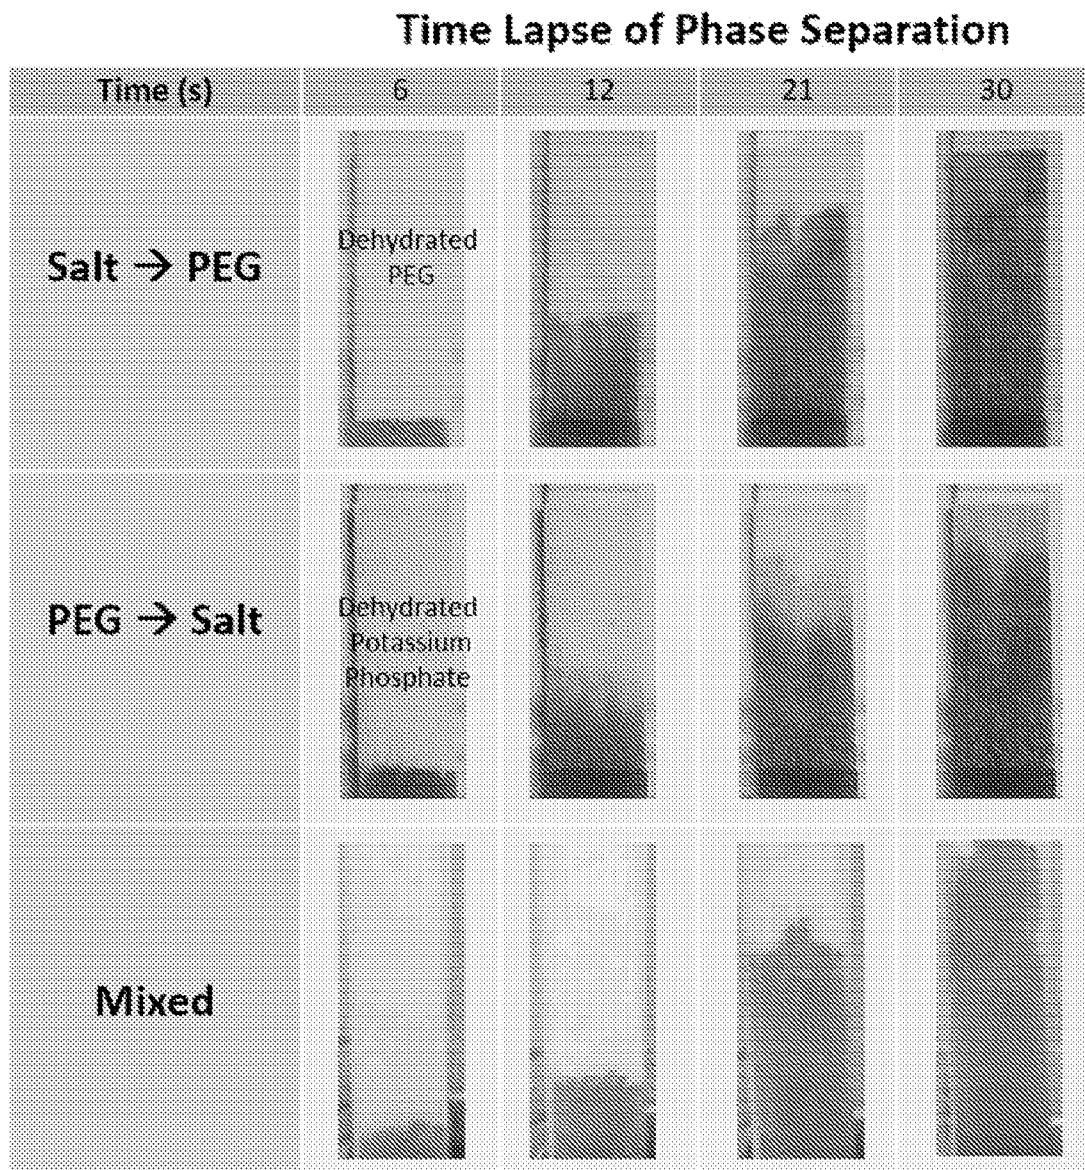 Time Lapse of Phase Separation
Time (s) 6 12 21 30
Salt → PEG
Dehydrated
PEG
PEG → Salt
Dehydrated
Potassium
Phosphate
Mixed